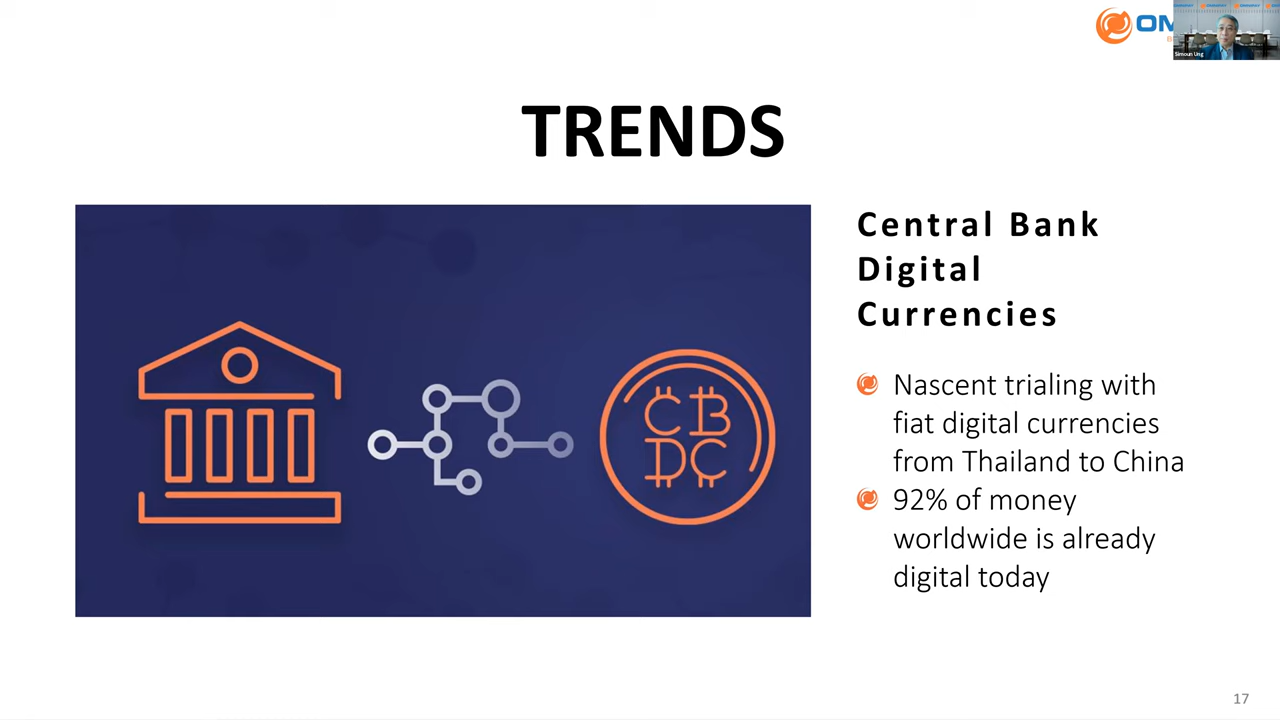 OM
Simoun Ung
TRENDS
Central Bank
Digital
Currencies
Nascent trialing with
fiat digital currencies
from Thailand to China
92% of money
worldwide is already
digital today
CB
DC
17